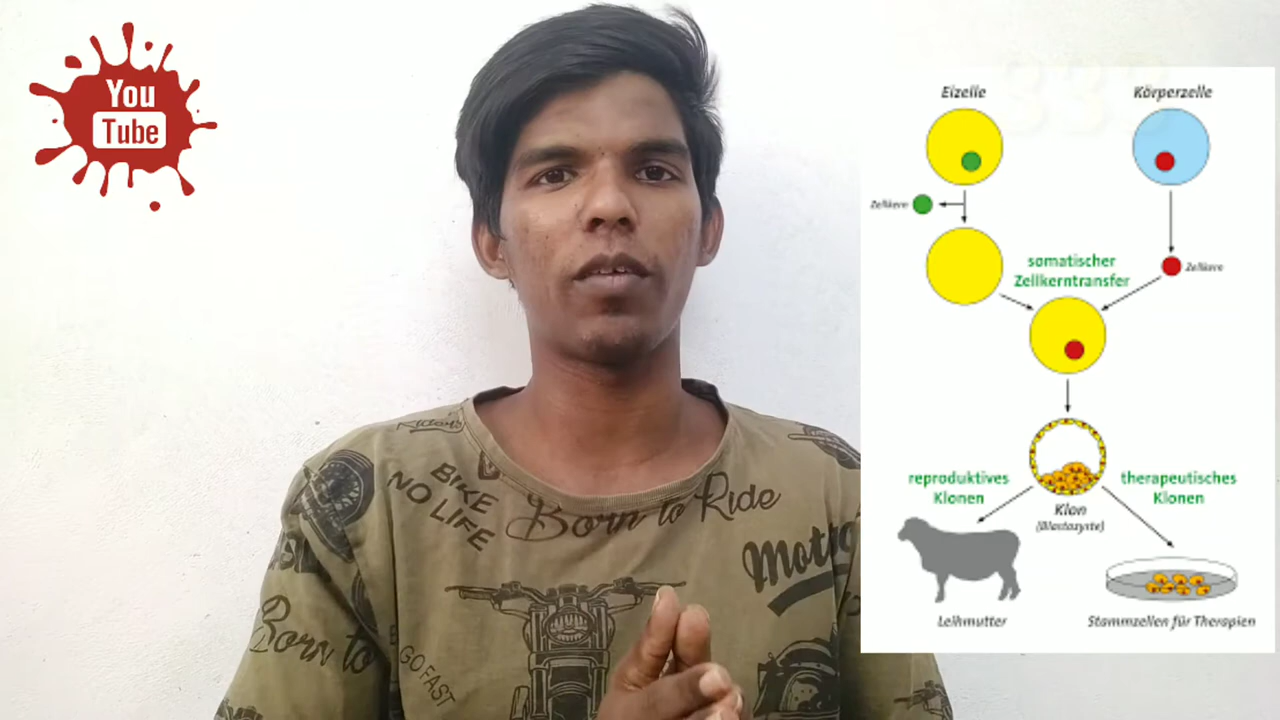 You
Tube
Eizelle
Körperzelle
Zellkern
somatischer
Zellkerntransfer
Zellkern
reproduktives
Klonen
therapeutisches
Klonen
Klon
(Blastozyste)
Leihmutter
Stammzellen für Therapien
BIKE
NO LIFE
Born to Ride
Born to
GO FAST